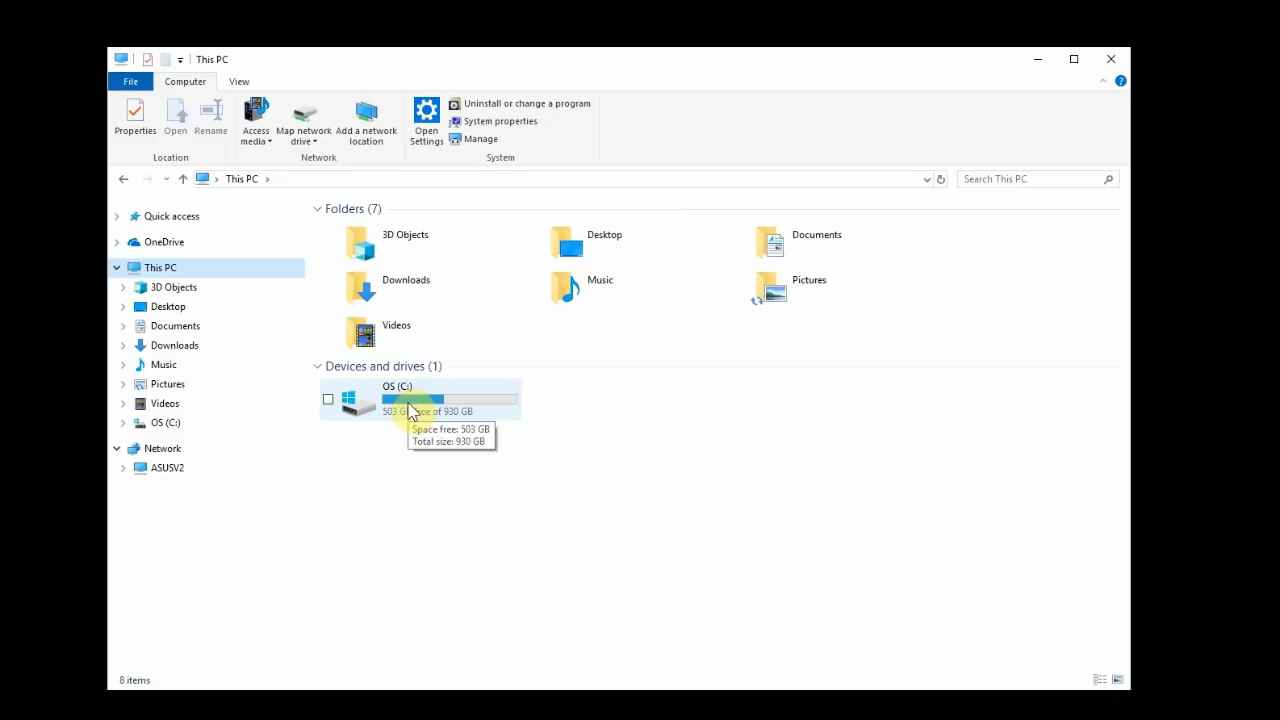 This PC
File Computer View
Properties Open Rename Access media Map network drive Add a network location Open Settings Uninstall or change a program
System properties
Manage
Location Network System
This PC Search This PC
Quick access
OneDrive
This PC
3D Objects
Desktop
Documents
Downloads
Music
Pictures
Videos
OS (C:)
Network
ASUSV2
Folders (7)
3D Objects Desktop Documents
Downloads Music Pictures
Videos
Devices and drives (1)
OS (C:)
503 free of 930 GB
Space free: 503 GB
Total size: 930 GB
8 items